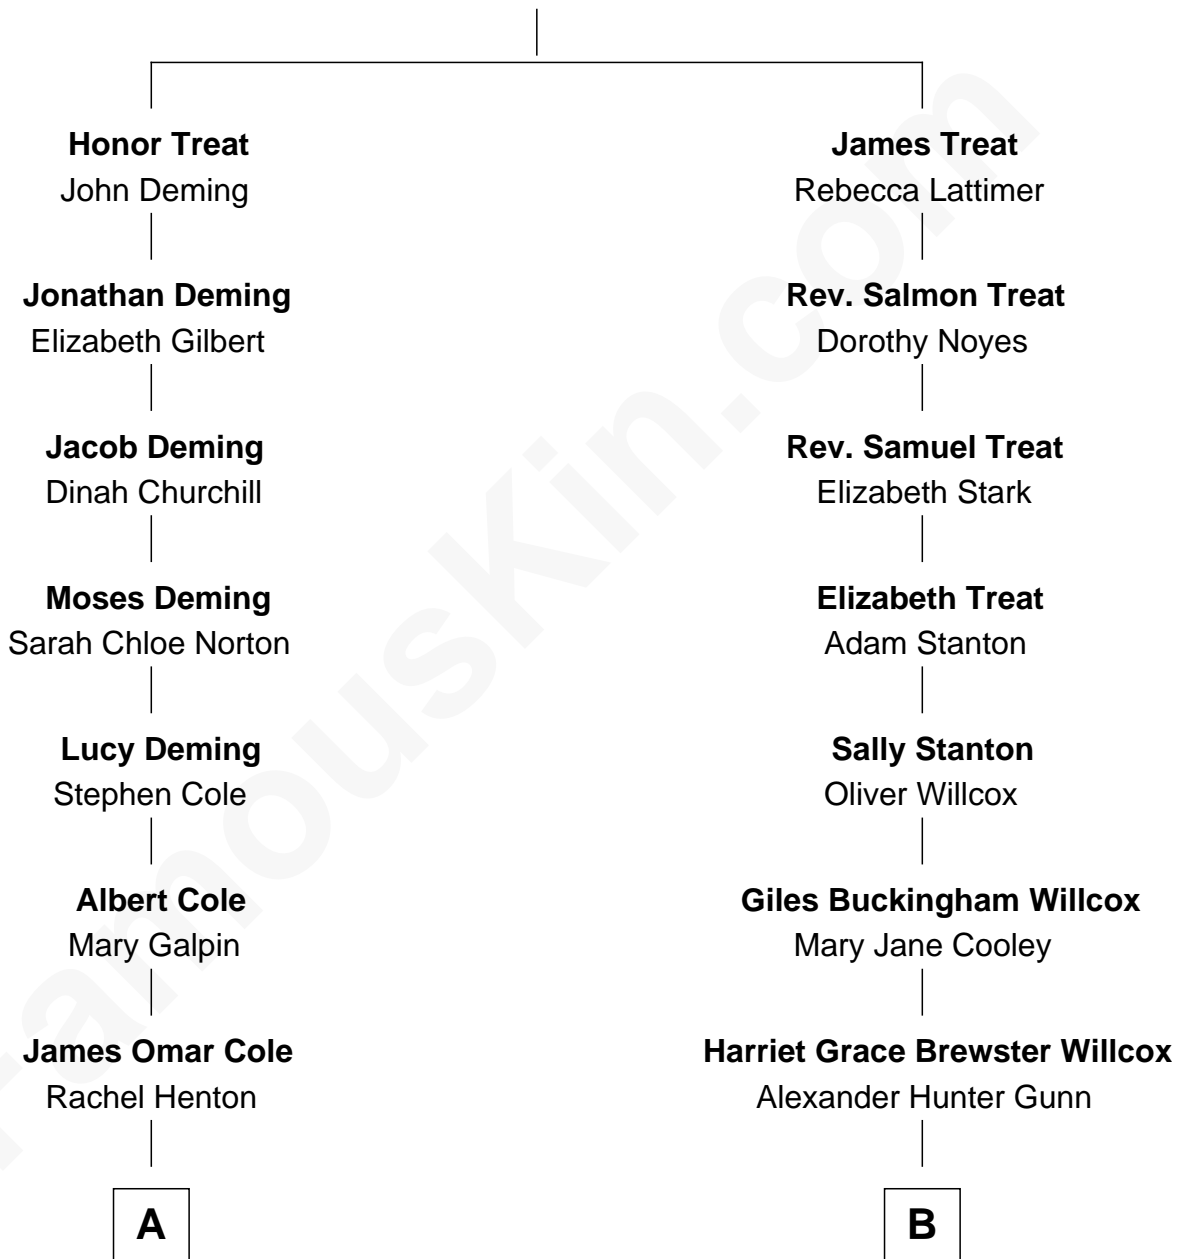 Honor Treat
John Deming
James Treat
Rebecca Lattimer
Jonathan Deming
Elizabeth Gilbert
Rev. Salmon Treat
Dorothy Noyes
Jacob Deming
Dinah Churchill
Rev. Samuel Treat
Elizabeth Stark
Moses Deming
Sarah Chloe Norton
Elizabeth Treat
Adam Stanton
Lucy Deming
Stephen Cole
Sally Stanton
Oliver Willcox
Albert Cole
Mary Galpin
Giles Buckingham Willcox
Mary Jane Cooley
James Omar Cole
Rachel Henton
Harriet Grace Brewster Willcox
Alexander Hunter Gunn
A
B
FamousKin.com